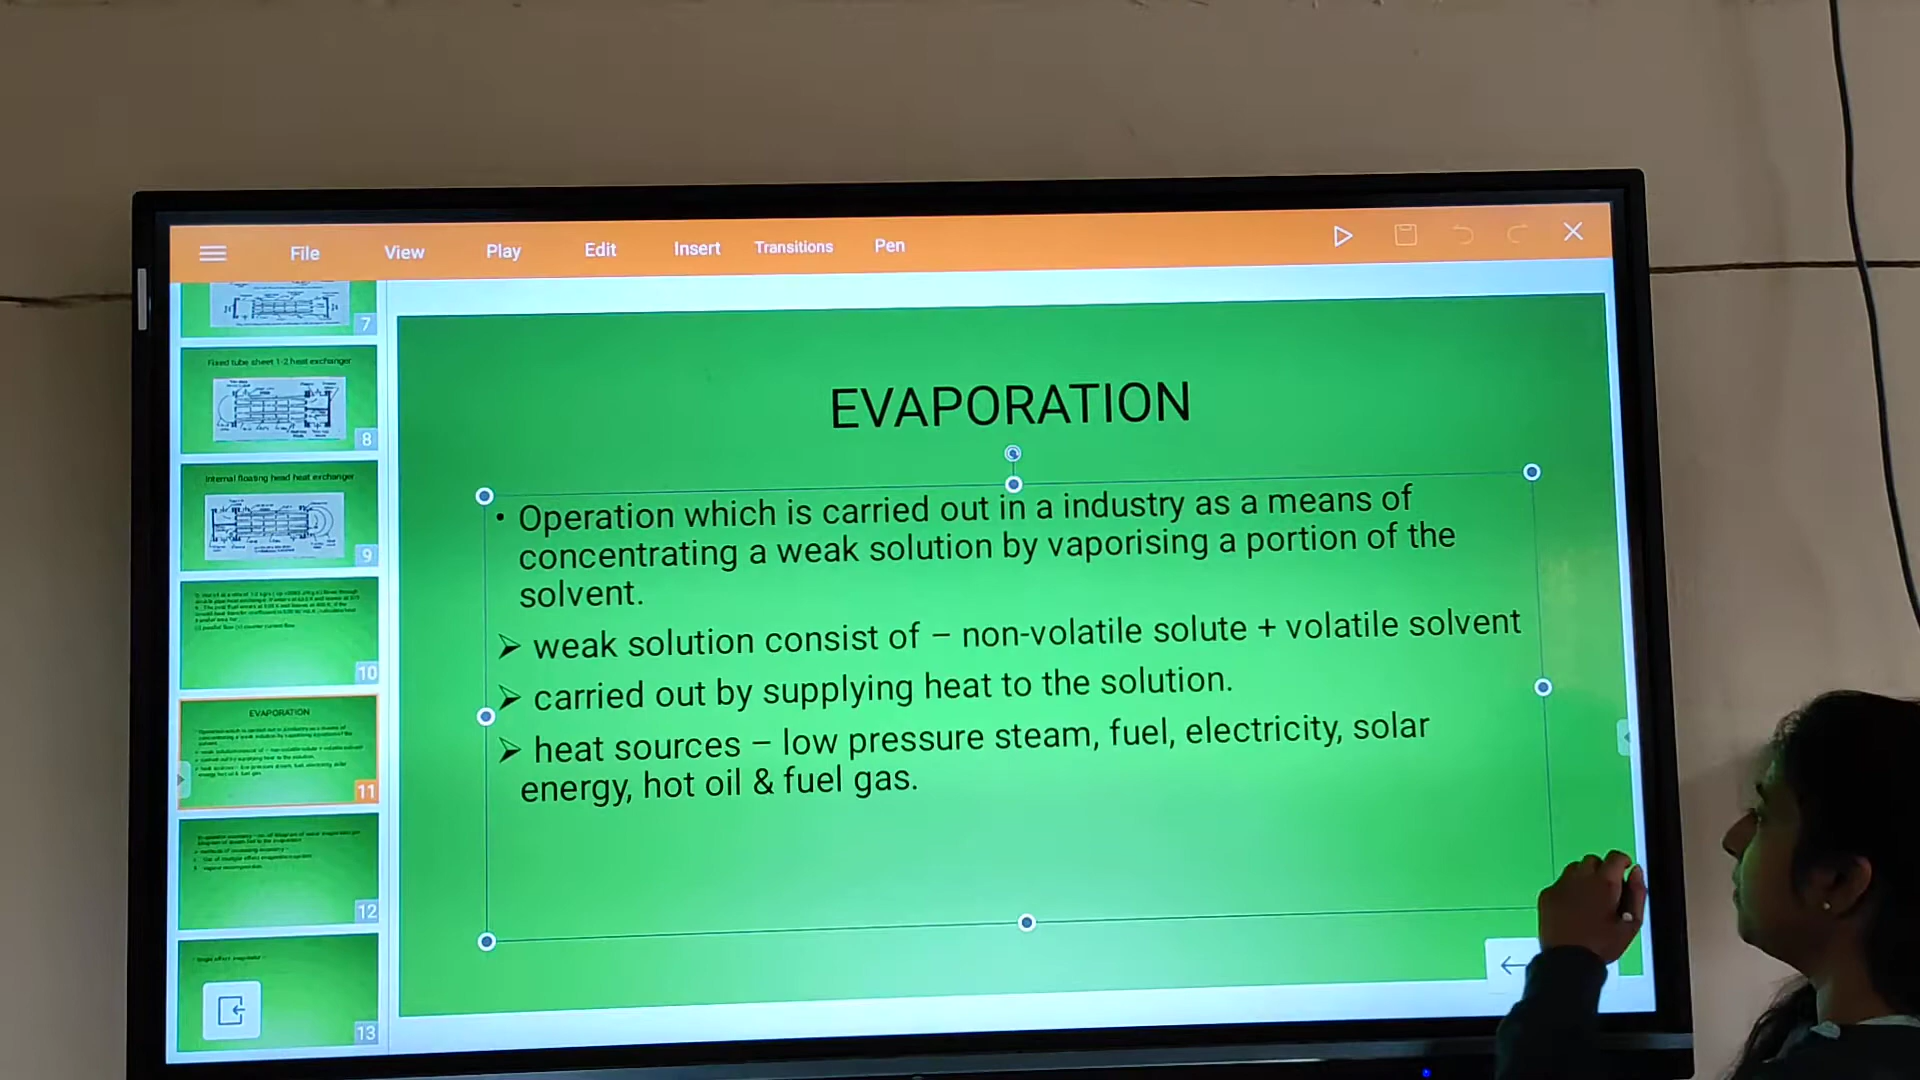 File View Play Edit Insert Transitions Pen
7
Fixed tube sheet 1-2 heat exchanger
8
Internal floating head heat exchanger
9
10
EVAPORATION
11
12
13
EVAPORATION
• Operation which is carried out in a industry as a means of
concentrating a weak solution by vaporising a portion of the
solvent.
➢ weak solution consist of – non-volatile solute + volatile solvent
➢ carried out by supplying heat to the solution.
➢ heat sources – low pressure steam, fuel, electricity, solar
energy, hot oil & fuel gas.